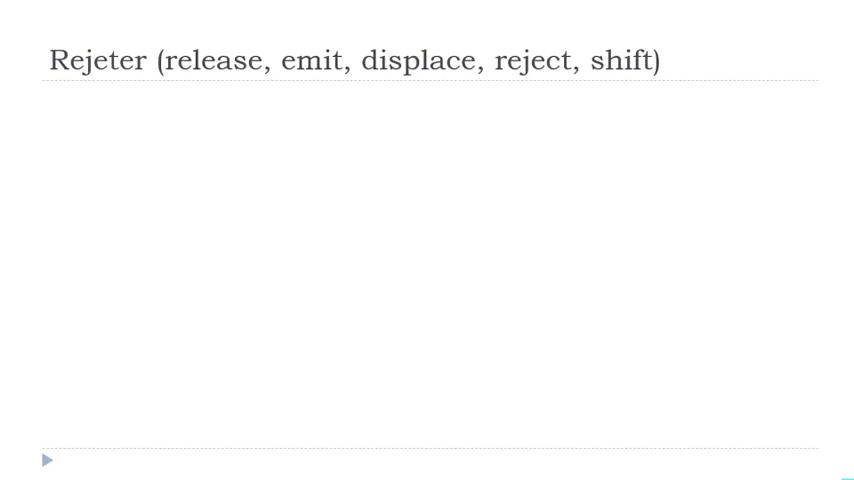 Rejeter (release, emit, displace, reject, shift)